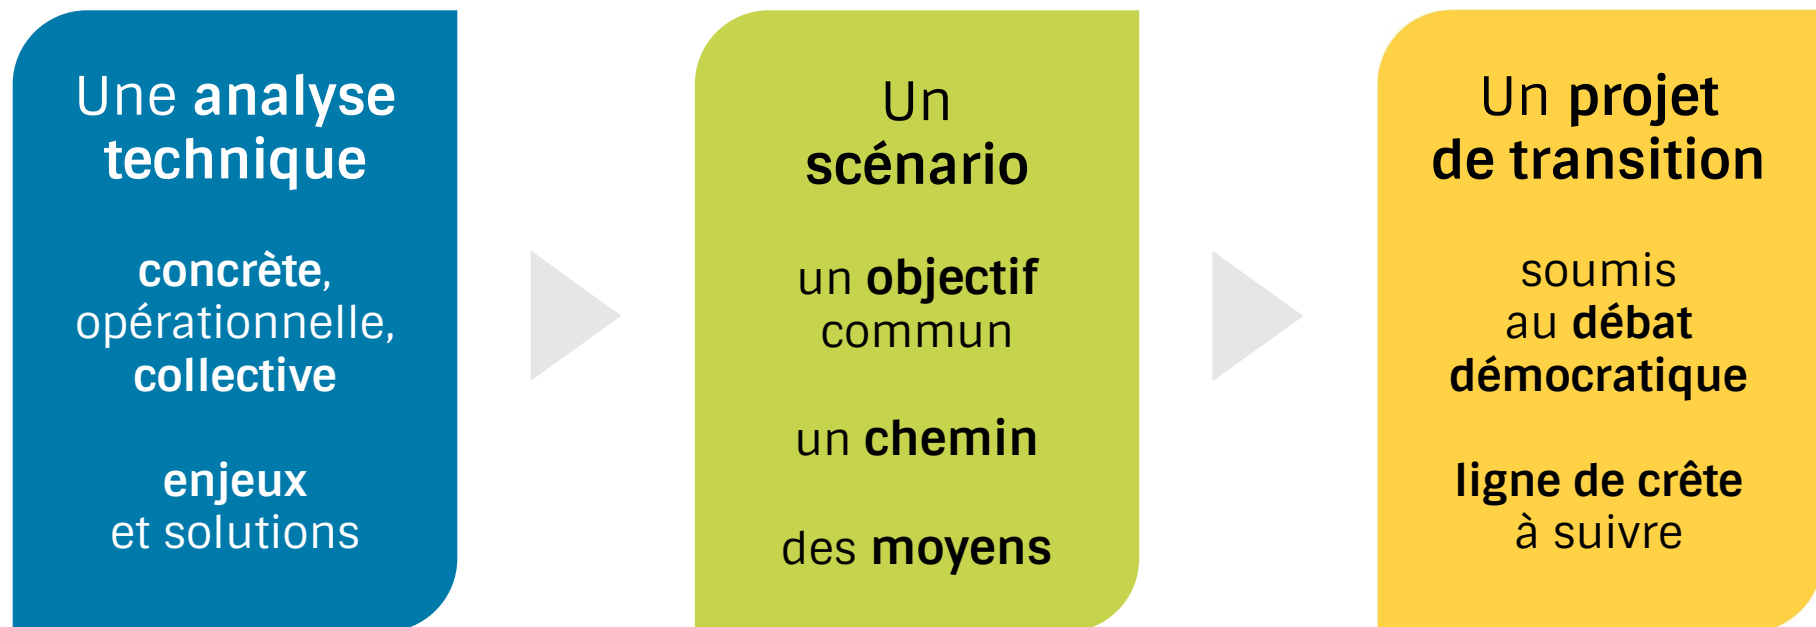 Une analyse
technique
concrète,
opérationnelle,
collective
enjeux
et solutions
Un
scénario
un objectif
commun
un chemin
des moyens
Un projet
de transition
soumis
au débat
démocratique
ligne de crête
à suivre